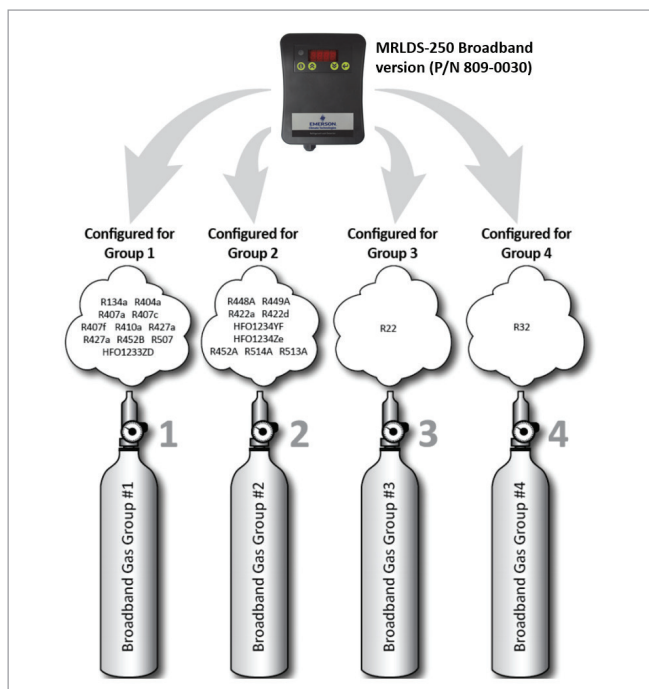 MRLDS-250 Broadband
version (P/N 809-0030)
EMERSON
Configured for
Group 1
Configured for
Group 2
Configured for
Group 3
Configured for
Group 4
R134a R404a
R407a R407c
R407f R410a R427a
R427a R452B R507
HFO1233ZD
R448A R449A
R422a R422d
HFO1234YF
HFO1234Ze
R452A R514A R513A
R22
R32
1
2
3
4
Broadband Gas Group #1
Broadband Gas Group #2
Broadband Gas Group #3
Broadband Gas Group #4